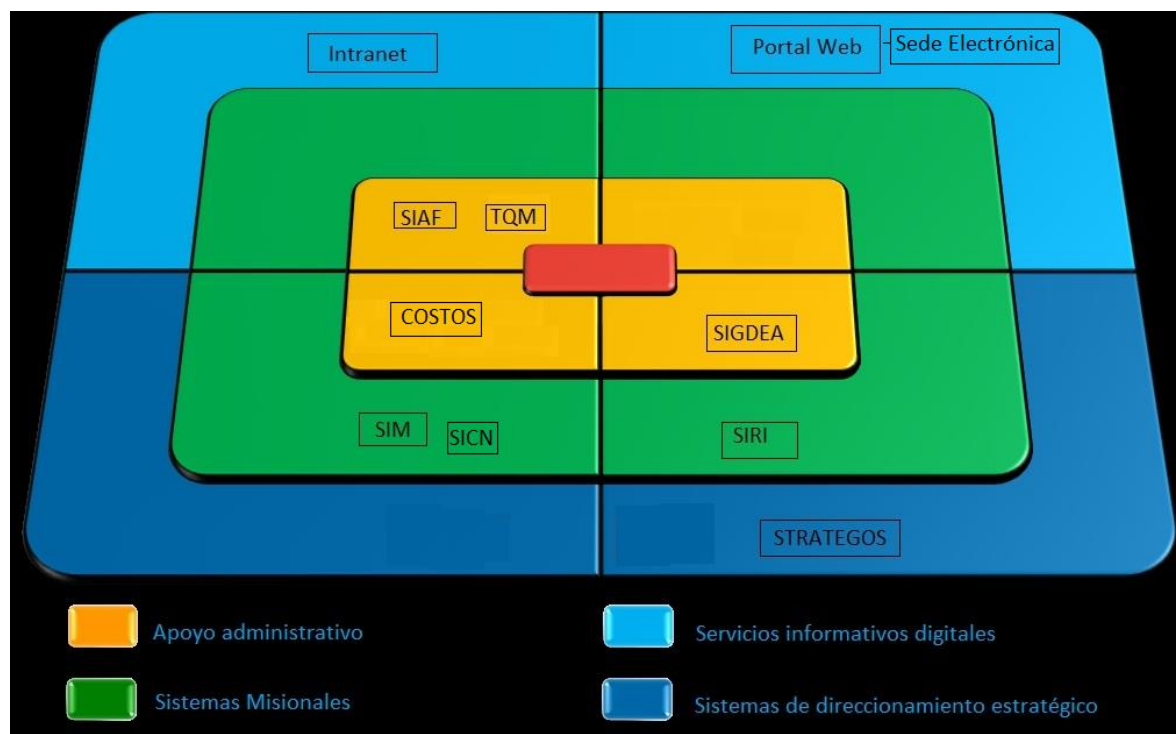 Intranet
Portal Web
Sede Electrónica
SIAF
TQM
COSTOS
SIGDEA
SIM
SICN
SIRI
STRATEGOS
Apoyo administrativo
Servicios informativos digitales
Sistemas Misionales
Sistemas de direccionamiento estratégico